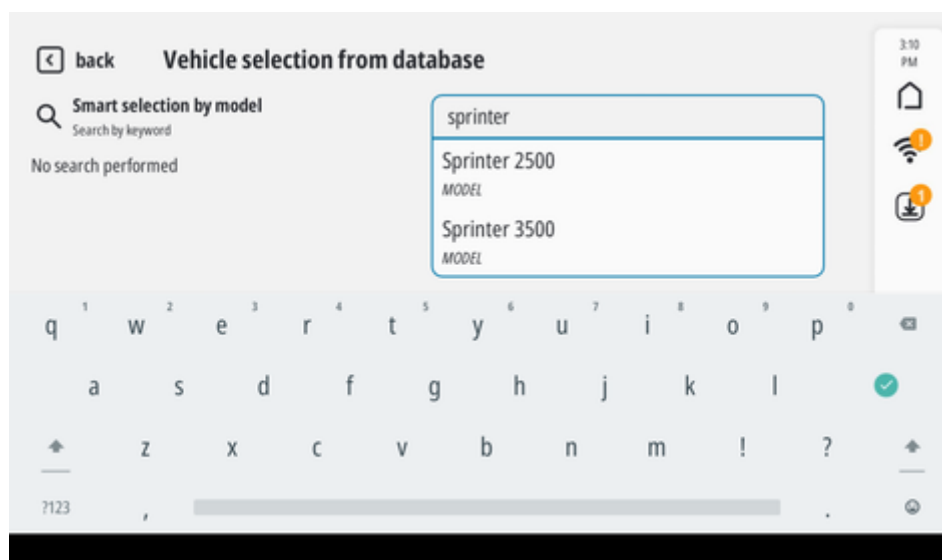 back
Vehicle selection from database
3:10
PM
Smart selection by model
Search by keyword
sprinter
No search performed
Sprinter 2500
MODEL
Sprinter 3500
MODEL
1
1
q 1 w 2 e 3 r 4 t 5 y 6 u 7 i 8 o 9 p 0
a s d f g h j k l
z x c v b n m ! ?
?123 , .